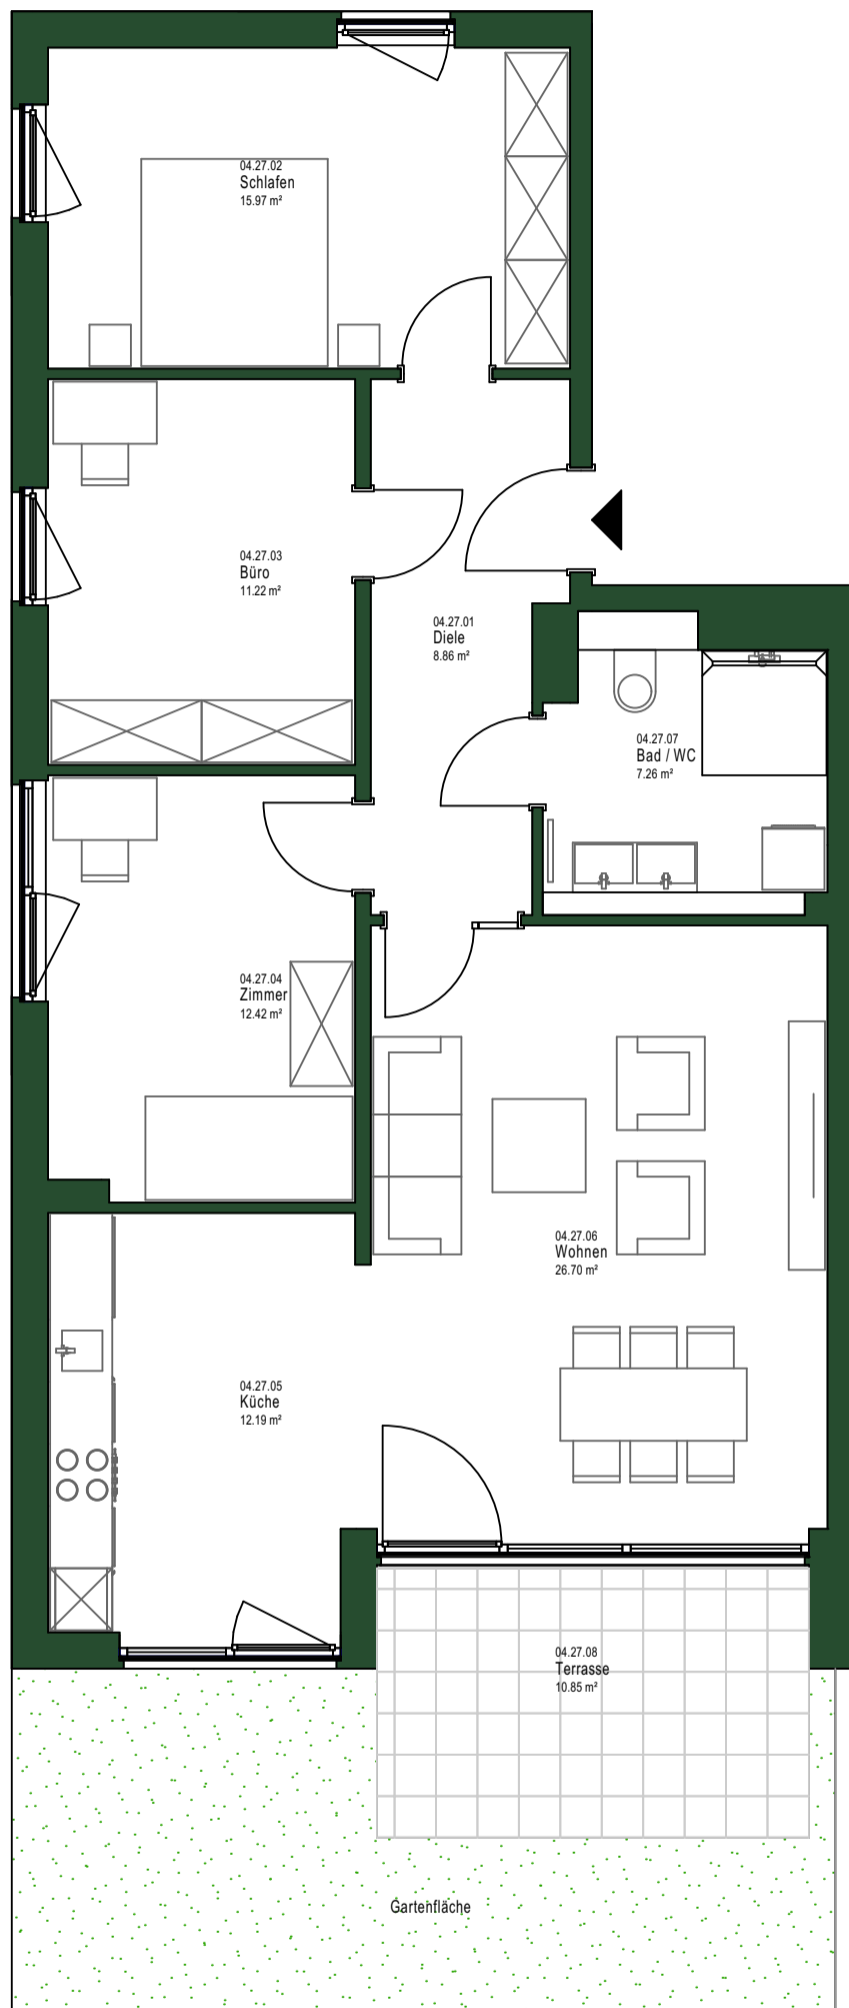 04.27.02
Schlafen
15.97 m²
04.27.03
Büro
11.22 m²
04.27.01
Diele
8.86 m²
04.27.07
Bad / WC
7.26 m²
04.27.04
Zimmer
12.42 m²
04.27.06
Wohnen
26.70 m²
04.27.05
Küche
12.19 m²
04.27.08
Terrasse
10.85 m²
Gartenfläche